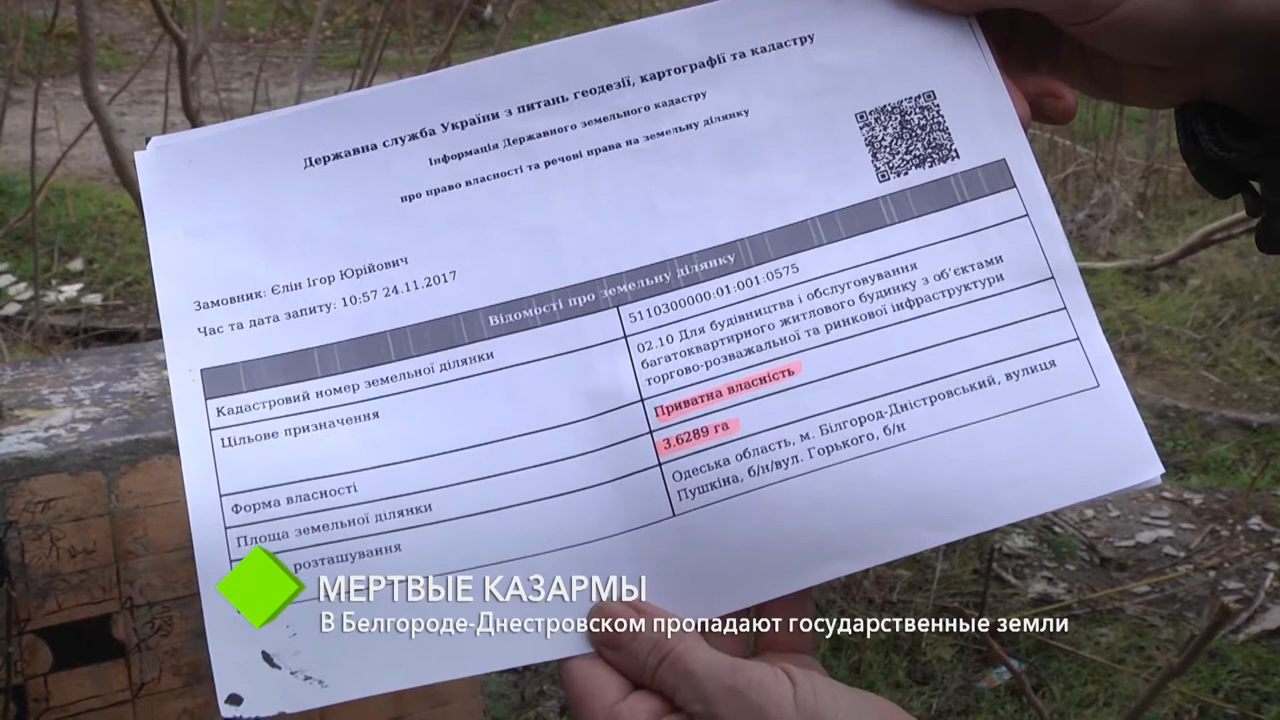 Державна служба України з питань геодезії, картографії та кадастру
Інформація Державного земельного кадастру
про право власності та речові права на земельну ділянку
Замовник: Єлін Ігор Юрійович
Час та дата запиту: 10:57 24.11.2017
Відомості про земельну ділянку
Кадастровий номер земельної ділянки
5110300000:01:001:0575
Цільове призначення
02.10 Для будівництва і обслуговування
багатоквартирного житлового будинку з об'єктами
торгово-розважальної та ринкової інфраструктури
Форма власності
Приватна власність
Площа земельної ділянки
3.6289 га
розташування
Одеська область, м. Білгород-Дністровський, вулиця
Пушкіна, б/н/вул. Горького, б/н
МЕРТВЫЕ КАЗАРМЫ
В Белгороде-Днестровском пропадают государственные земли